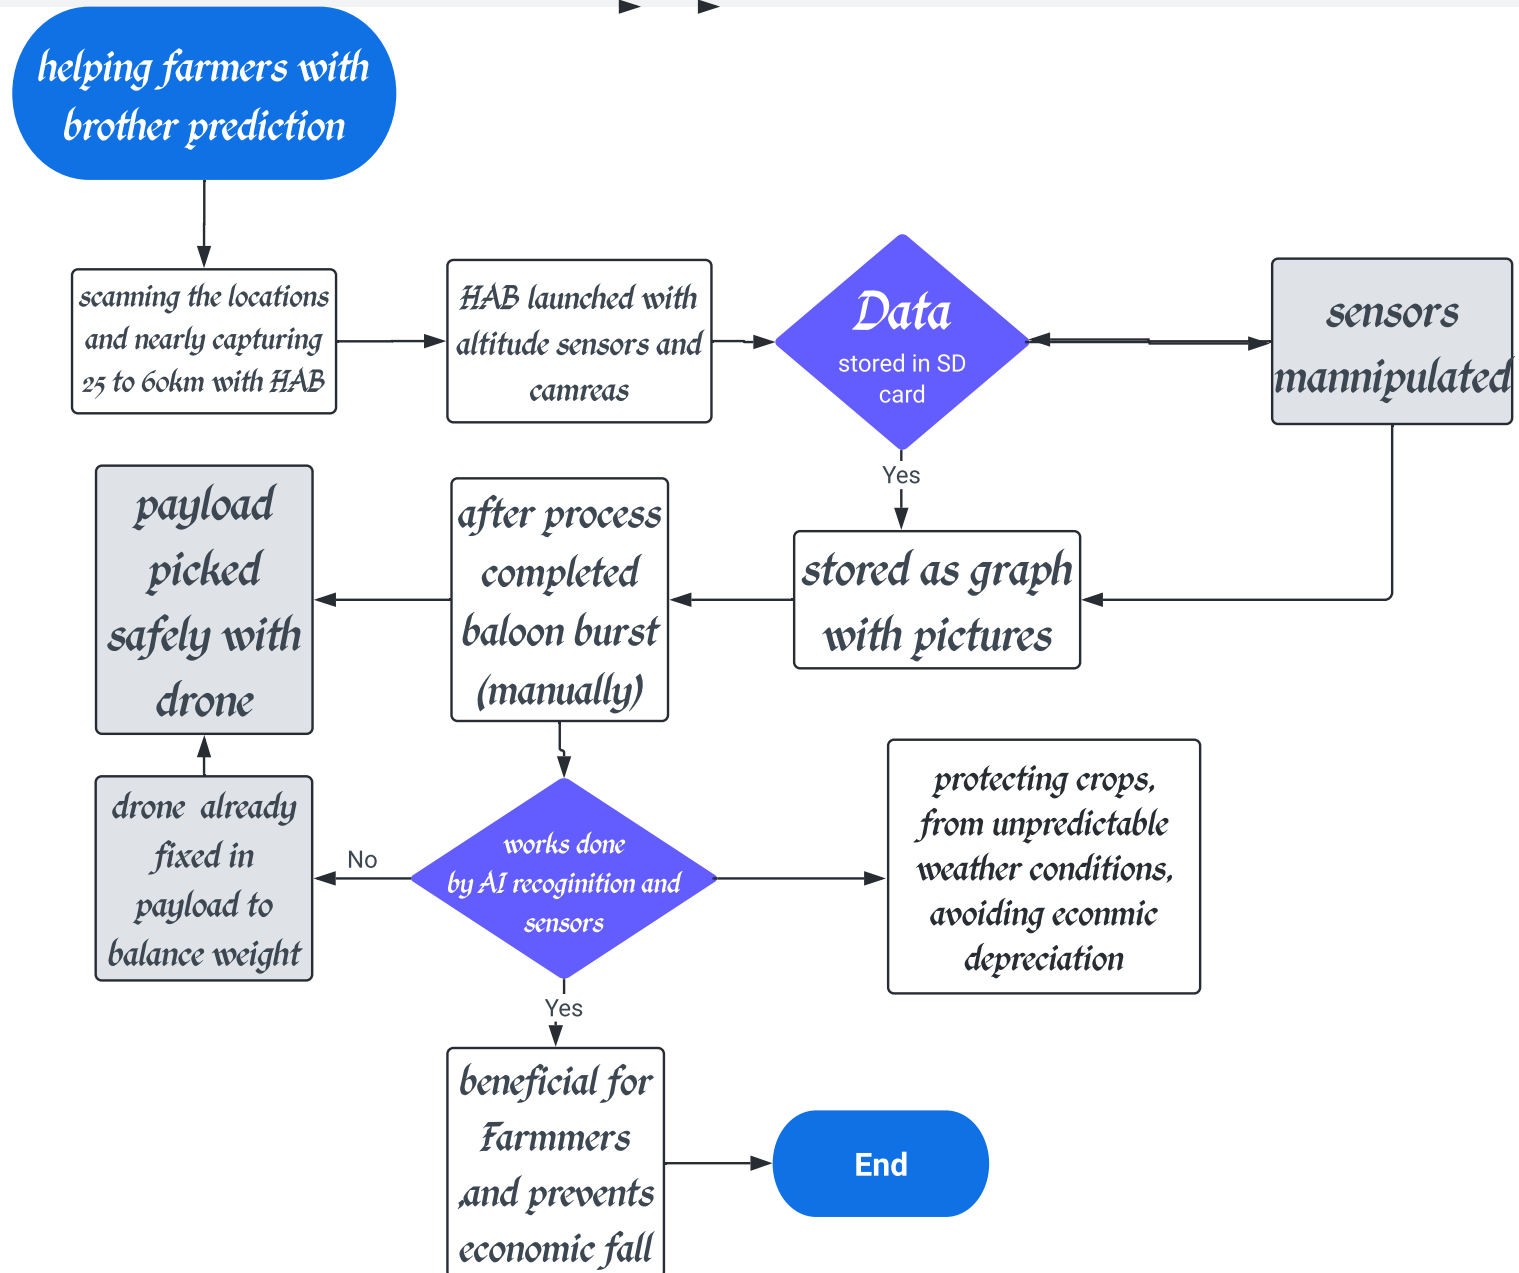 helping farmers with
brother prediction
scanning the locations
and nearly capturing
25 to 60km with HAB
HAB launched with
altitude sensors and
camreas
Data
stored in SD
card
sensors
mannipulated
Yes
payload
picked
safely with
drone
after process
completed
baloon burst
(manually)
stored as graph
with pictures
drone already
fixed in
payload to
balance weight
No
works done
by AI recoginition and
sensors
protecting crops,
from unpredictable
weather conditions,
avoiding econmic
depreciation
Yes
beneficial for
Farmmers
,and prevents
economic fall
End